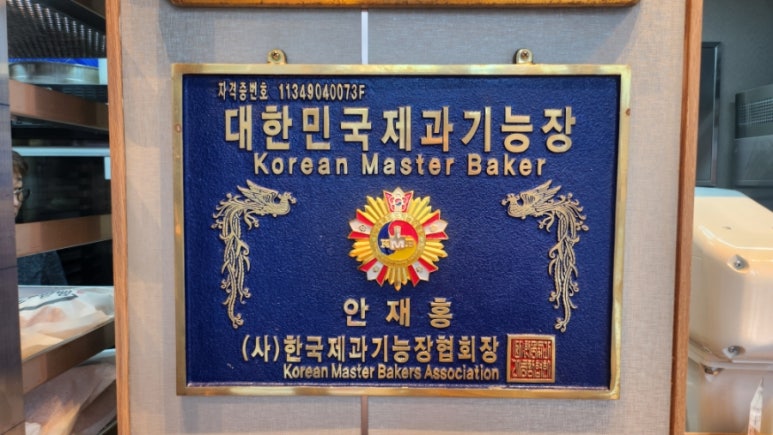 자격증번호 11349040073F
대한민국제과기능장
Korean Master Baker
안재홍
(사)한국제과기능장협회장
Korean Master Bakers Association